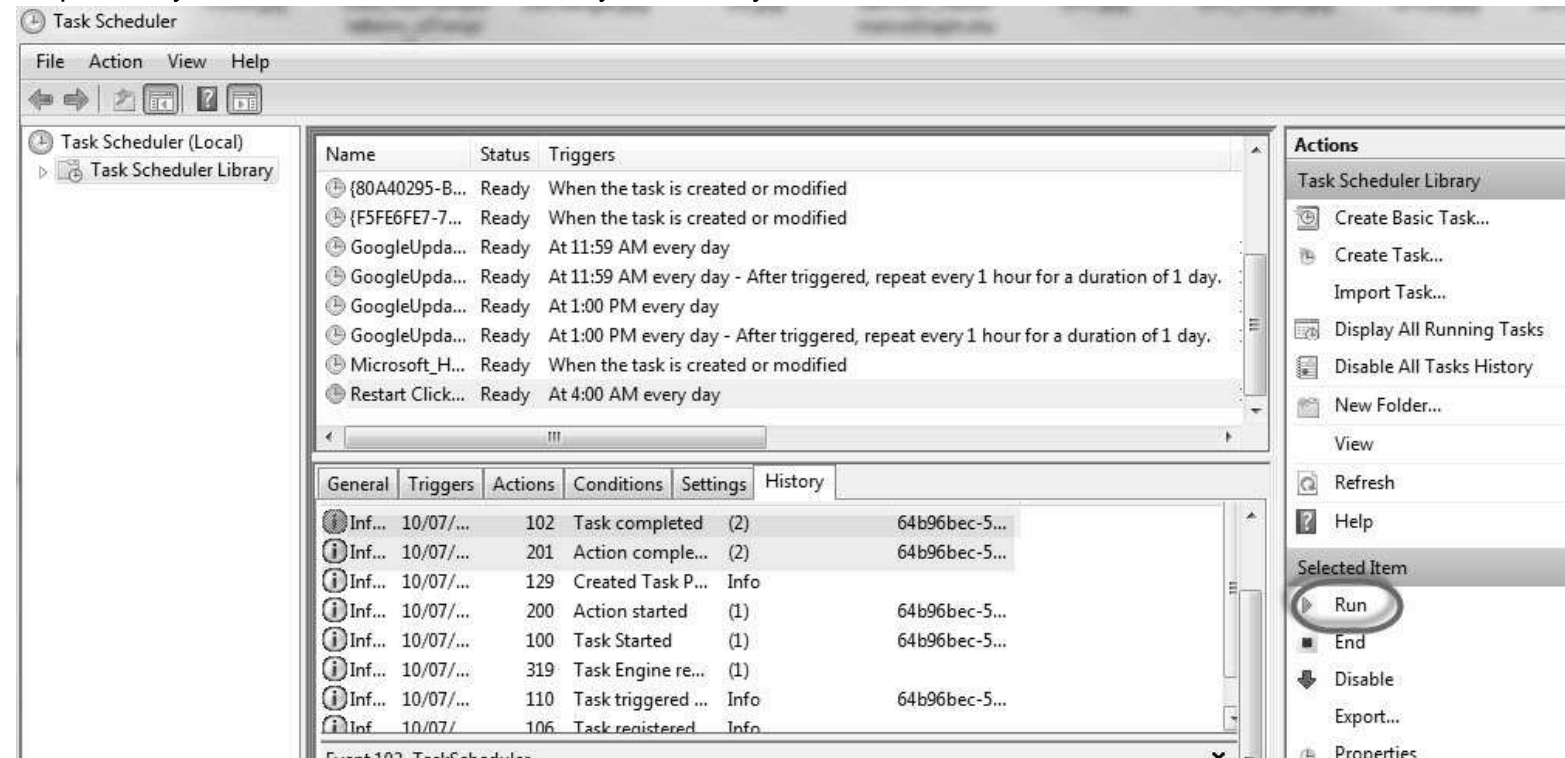 Task Scheduler
File Action View Help
Task Scheduler (Local)
Task Scheduler Library
Name Status Triggers
{80A40295-B... Ready When the task is created or modified
{F5FE6FE7-7... Ready When the task is created or modified
GoogleUpda... Ready At 11:59 AM every day
GoogleUpda... Ready At 11:59 AM every day - After triggered, repeat every 1 hour for a duration of 1 day.
GoogleUpda... Ready At 1:00 PM every day
GoogleUpda... Ready At 1:00 PM every day - After triggered, repeat every 1 hour for a duration of 1 day.
Microsoft_H... Ready When the task is created or modified
Restart Click... Ready At 4:00 AM every day
General Triggers Actions Conditions Settings History
Inf... 10/07/... 102 Task completed (2) 64b96bec-5...
Inf... 10/07/... 201 Action comple... (2) 64b96bec-5...
Inf... 10/07/... 129 Created Task P... Info
Inf... 10/07/... 200 Action started (1) 64b96bec-5...
Inf... 10/07/... 100 Task Started (1) 64b96bec-5...
Inf... 10/07/... 319 Task Engine re... (1)
Inf... 10/07/... 110 Task triggered ... Info 64b96bec-5...
Inf 10/07/ 106 Task registered Info
Actions
Task Scheduler Library
Create Basic Task...
Create Task...
Import Task...
Display All Running Tasks
Disable All Tasks History
New Folder...
View
Refresh
Help
Selected Item
Run
End
Disable
Export...
Properties